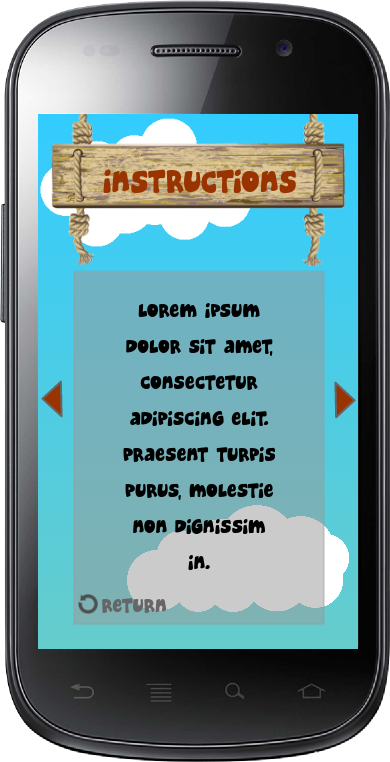 INSTRUCTIONS
Lorem ipsum
dolor sit amet,
consectetur
adipiscing elit.
Praesent turpis
purus, molestie
non dignissim
in.
Return